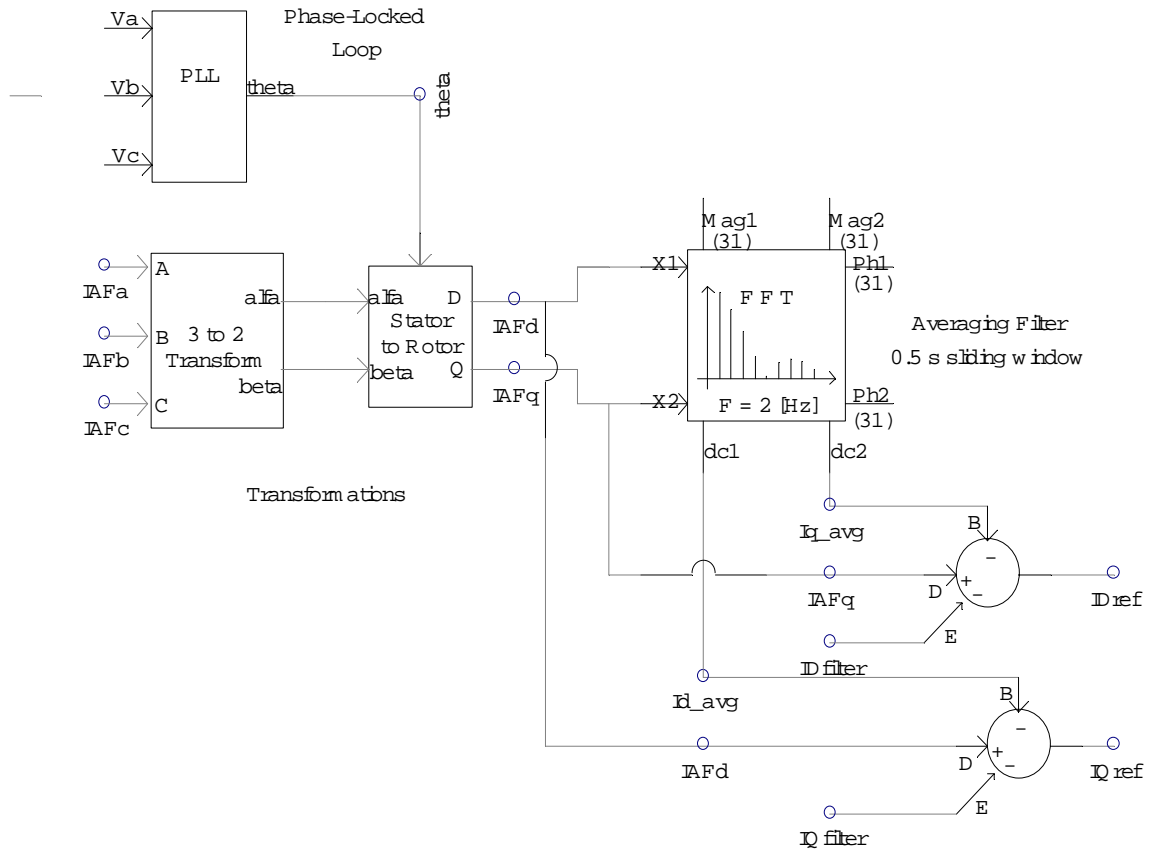 Va
Vb
Vc
PLL
theta
Phase-Locked
Loop
theta
IAFa
IAFb
IAFc
A
B
C
3 to 2
Transform
alfa
beta
alfa
beta
Stator
to Rotor
D
Q
IAFd
IAFq
Transformations
Mag1
(31)
Mag2
(31)
X1
X2
FFT
F = 2 [Hz]
Ph1
(31)
Ph2
(31)
dc1
dc2
Averaging Filter
0.5 s sliding window
Iq_avg
B
-
IAFq
D
+
-
E
IDfilter
IDref
Id_avg
B
-
IAFd
D
+
-
E
IQfilter
IQref